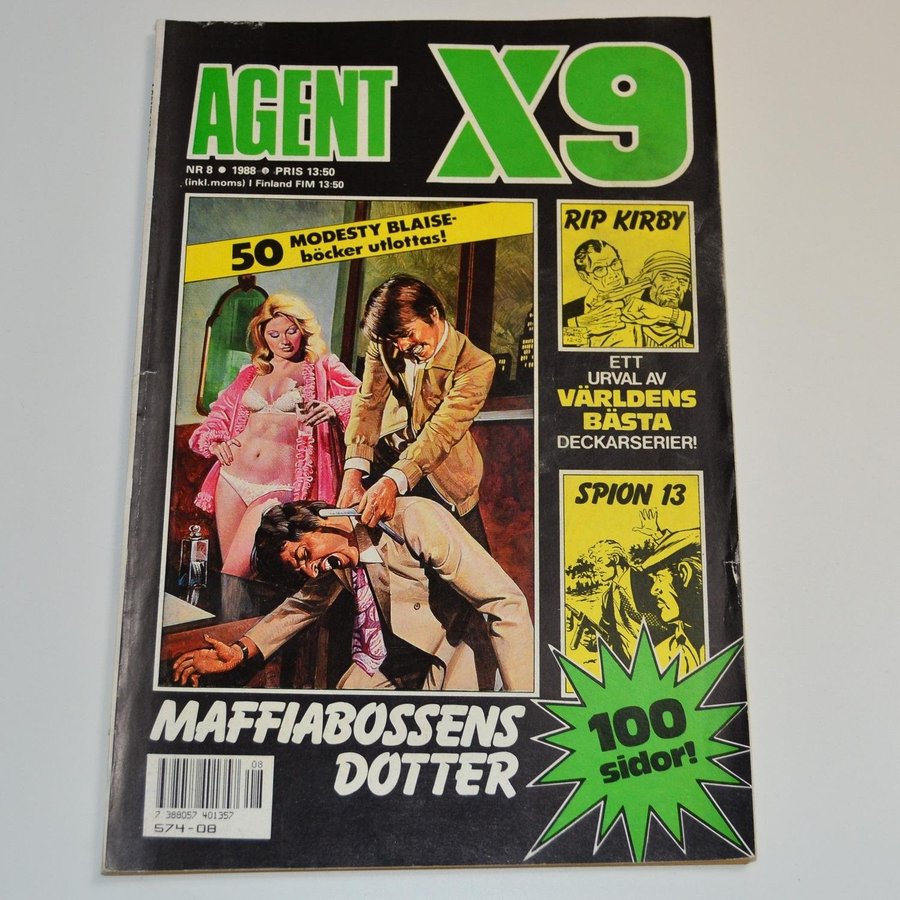 AGENT X9
NR 8 ● 1988 ● PRIS 13:50
(inkl.moms) I Finland FIM 13:50
50 MODESTY BLAISE-
böcker utlottas!
RIP KIRBY
ETT
URVAL AV
VÄRLDENS
BÄSTA
DECKARSERIER!
SPION 13
MAFFIABOSSENS
DOTTER
100
sidor!
08
7 388057 401357
574-08